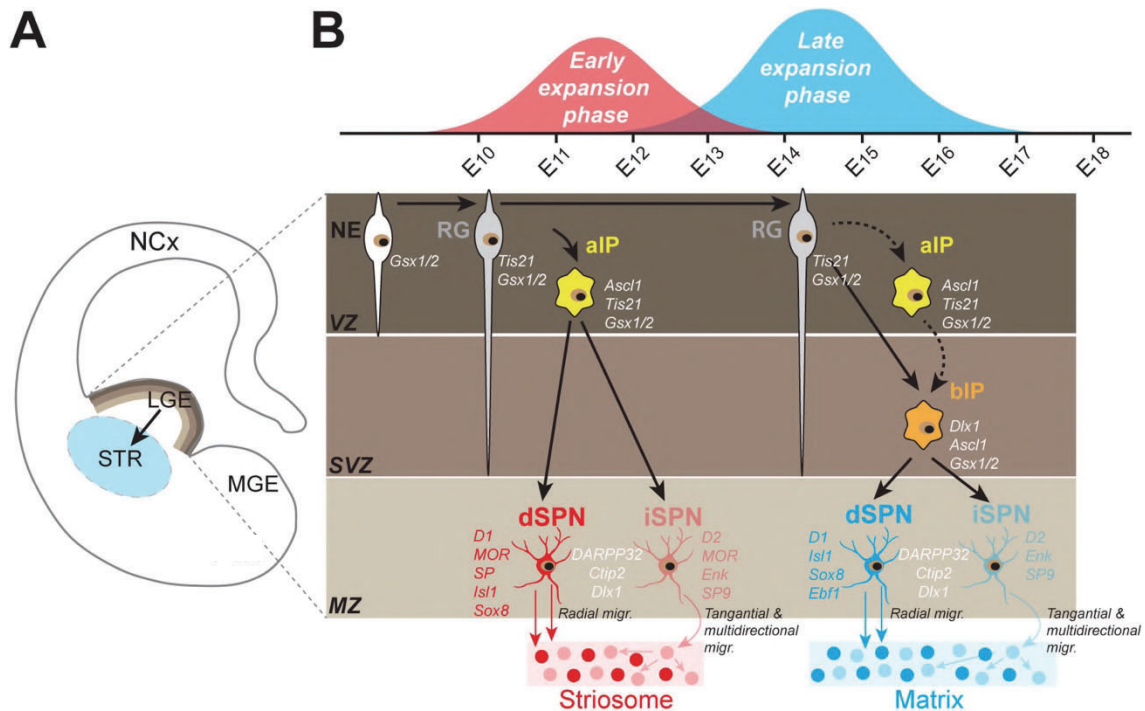 A
B
Early
expansion
phase
Late
expansion
phase
E10
E11
E12
E13
E14
E15
E16
E17
E18
NCx
LGE
STR
MGE
NE
Gsx1/2
RG
Tis21
Gsx1/2
aIP
Ascl1
Tis21
Gsx1/2
RG
Tis21
Gsx1/2
aIP
Ascl1
Tis21
Gsx1/2
VZ
bIP
Dlx1
Ascl1
Gsx1/2
SVZ
dSPN
D1
MOR
SP
Isl1
Sox8
DARPP32
Ctip2
Dlx1
iSPN
D2
MOR
Enk
SP9
dSPN
D1
Isl1
Sox8
Ebf1
DARPP32
Ctip2
Dlx1
iSPN
D2
Enk
SP9
MZ
Radial migr.
Tangential &
multidirectional
migr.
Radial migr.
Tangential &
multidirectional
migr.
Striosome
Matrix